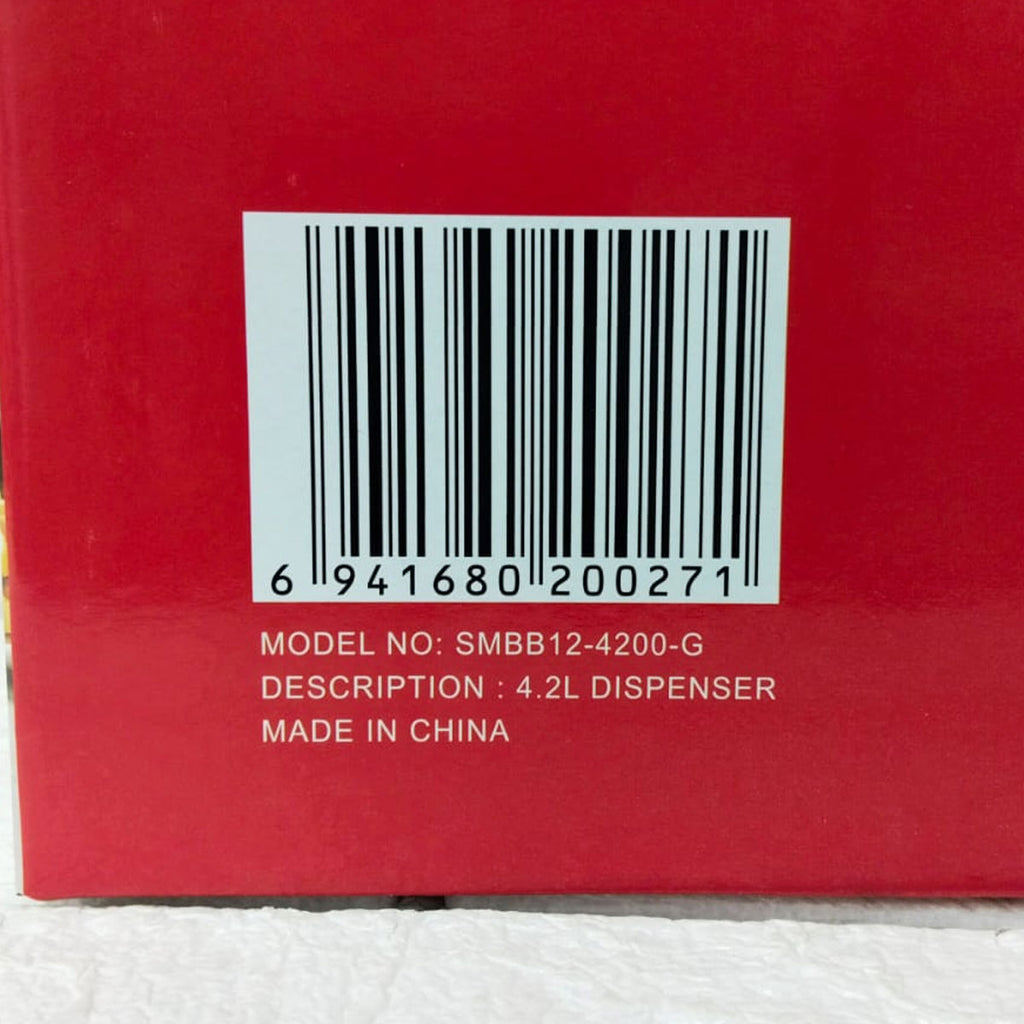 6 941680 200271
MODEL NO: SMBB12-4200-G
DESCRIPTION : 4.2L DISPENSER
MADE IN CHINA